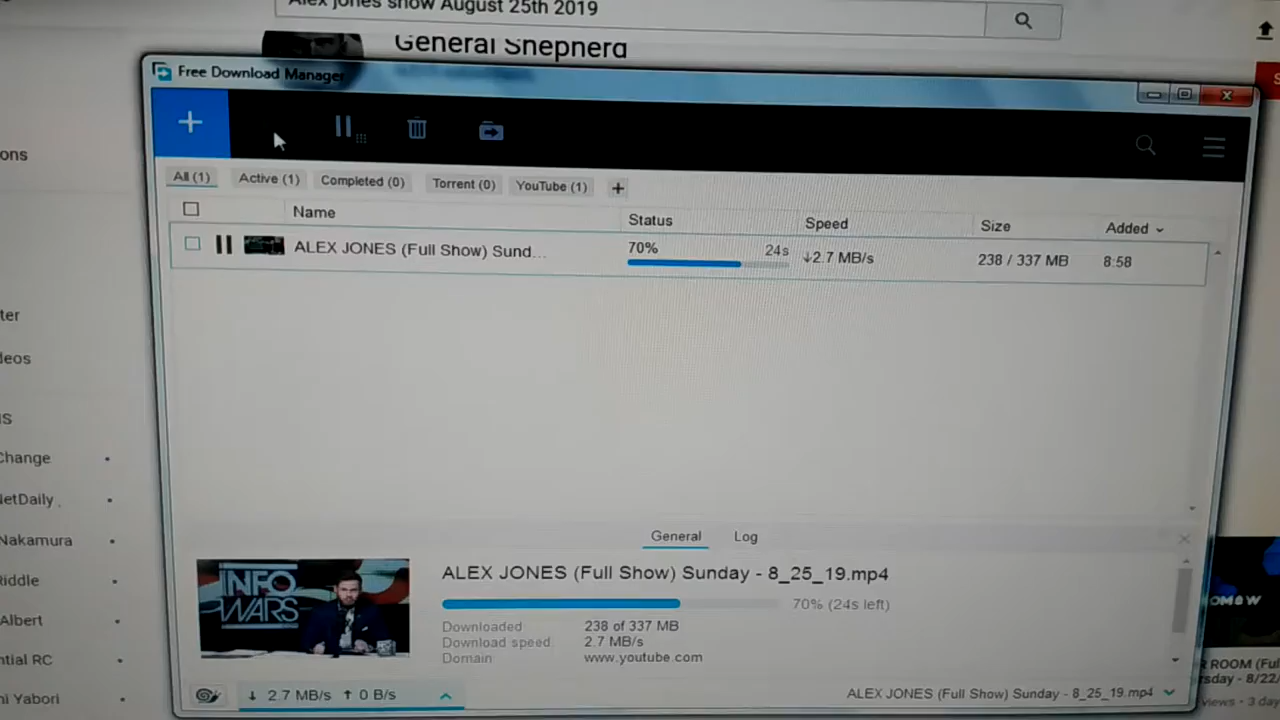 Alex jones show August 25th 2019
General Shepherd
Free Download Manager
ons
All (1) Active (1) Completed (0) Torrent (0) YouTube (1) +
Name Status Speed Size Added
ALEX JONES (Full Show) Sund... 70% 24s ↓2.7 MB/s 238 / 337 MB 8:58
ter
deos
Change
NetDaily
Nakamura
Riddle
Albert
ntial RC
ni Yabori
General Log
INFO
WARS
ALEX JONES (Full Show) Sunday - 8_25_19.mp4
70% (24s left)
Downloaded 238 of 337 MB
Download speed 2.7 MB/s
Domain www.youtube.com
↓ 2.7 MB/s ↑ 0 B/s
ALEX JONES (Full Show) Sunday - 8_25_19.mp4
R ROOM (Ful
rsday - 8/22/
views • 3 day